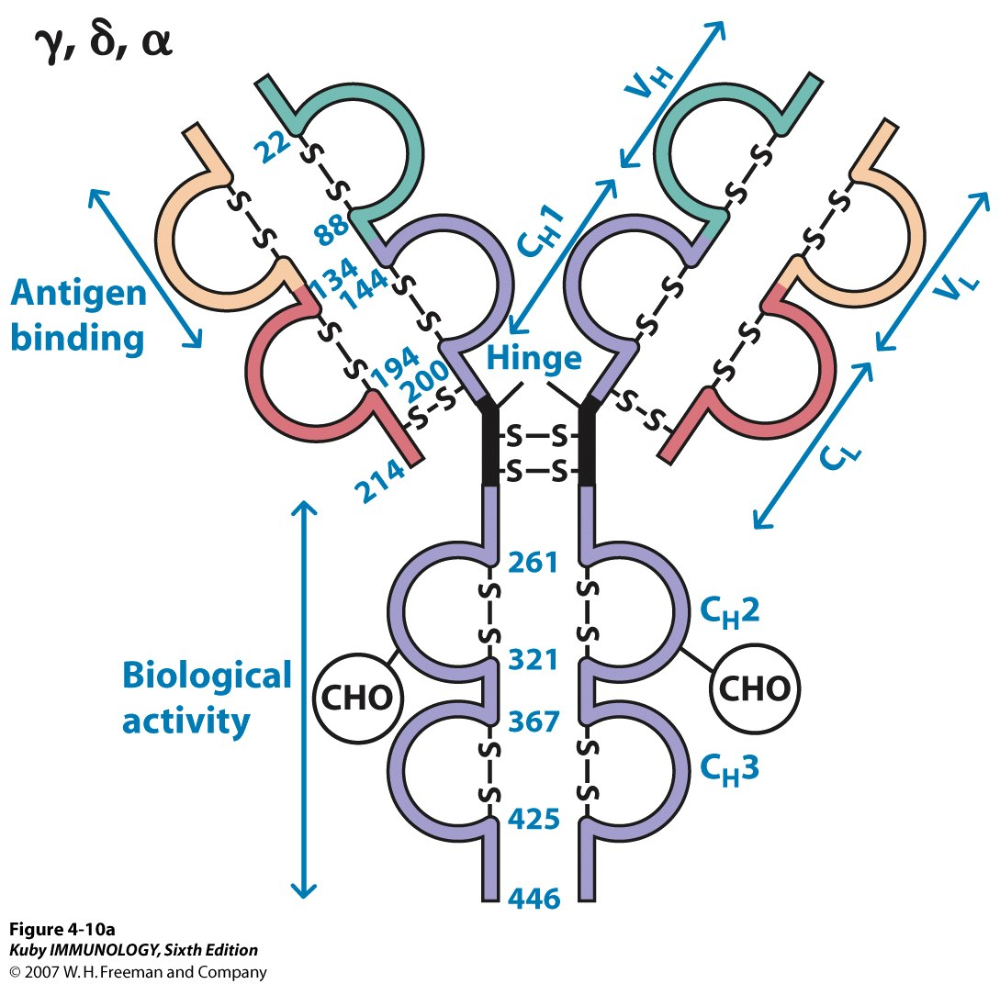 γ, δ, α
VH
22
S
S
S
S
88
S
S
S
S
CH1
134
144
Antigen
binding
VL
S
S
S
S
S
S
S
S
194
200
Hinge
S—S
S—S
S—S
S—S
CL
214
261
S
S
S
S
CH2
321
Biological
activity
CHO
CHO
367
S
S
S
S
CH3
425
446
Figure 4-10a
Kuby IMMUNOLOGY, Sixth Edition
© 2007 W. H. Freeman and Company